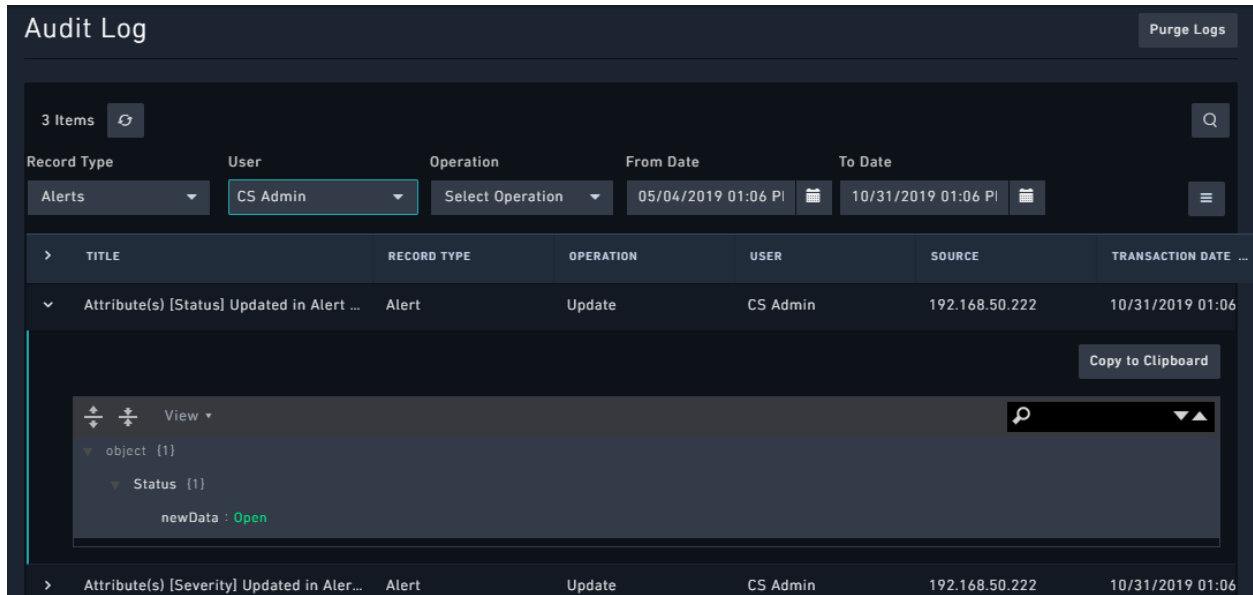 Audit Log
Purge Logs
3 Items
Record Type User Operation From Date To Date
Alerts CS Admin Select Operation 05/04/2019 01:06 P 10/31/2019 01:06 P
TITLE RECORD TYPE OPERATION USER SOURCE TRANSACTION DATE ...
Attribute(s) [Status] Updated in Alert ... Alert Update CS Admin 192.168.50.222 10/31/2019 01:06
Copy to Clipboard
View
object {1}
Status {1}
newData : Open
Attribute(s) [Severity] Updated in Aler... Alert Update CS Admin 192.168.50.222 10/31/2019 01:06